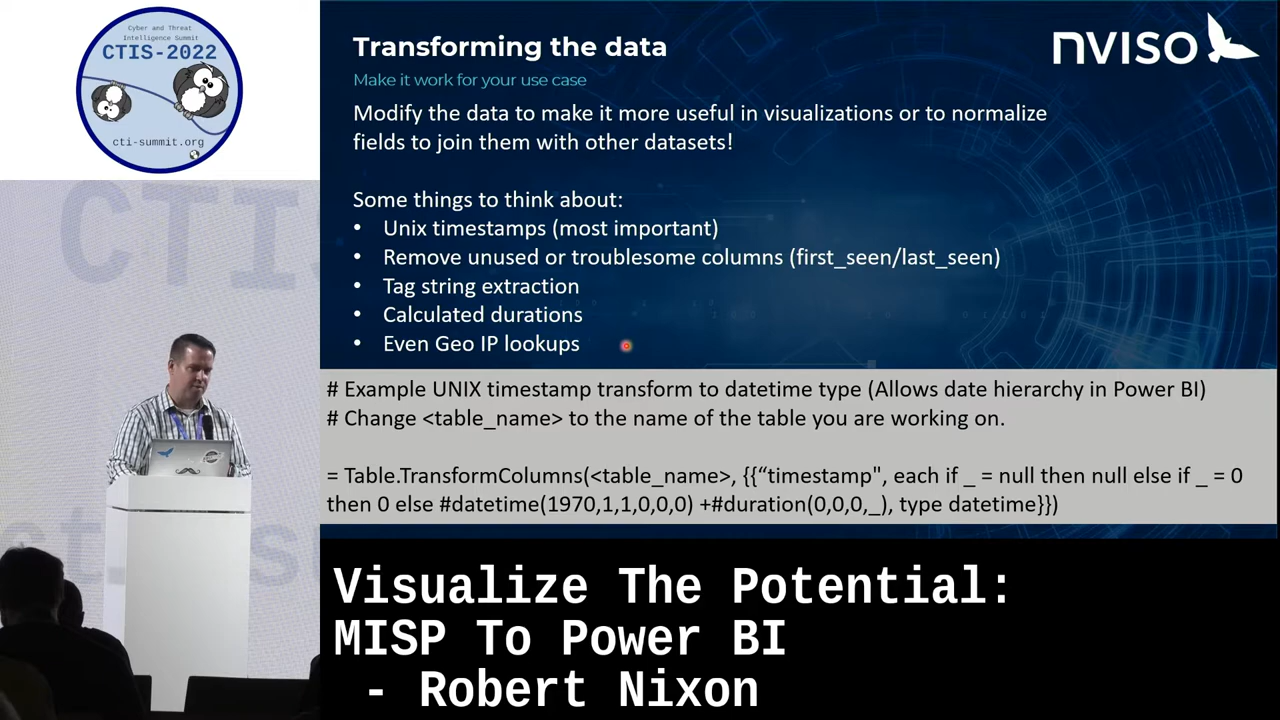 Cyber and Threat
Intelligence Summit
CTIS-2022
cti-summit.org
Transforming the data
nviso
Make it work for your use case
Modify the data to make it more useful in visualizations or to normalize
fields to join them with other datasets!
Some things to think about:
• Unix timestamps (most important)
• Remove unused or troublesome columns (first_seen/last_seen)
• Tag string extraction
• Calculated durations
• Even Geo IP lookups
# Example UNIX timestamp transform to datetime type (Allows date hierarchy in Power BI)
# Change <table_name> to the name of the table you are working on.
= Table.TransformColumns(<table_name>, {{“timestamp", each if _ = null then null else if _ = 0
then 0 else #datetime(1970,1,1,0,0,0) +#duration(0,0,0,_), type datetime}})
CTIS
Visualize The Potential:
MISP To Power BI
- Robert Nixon